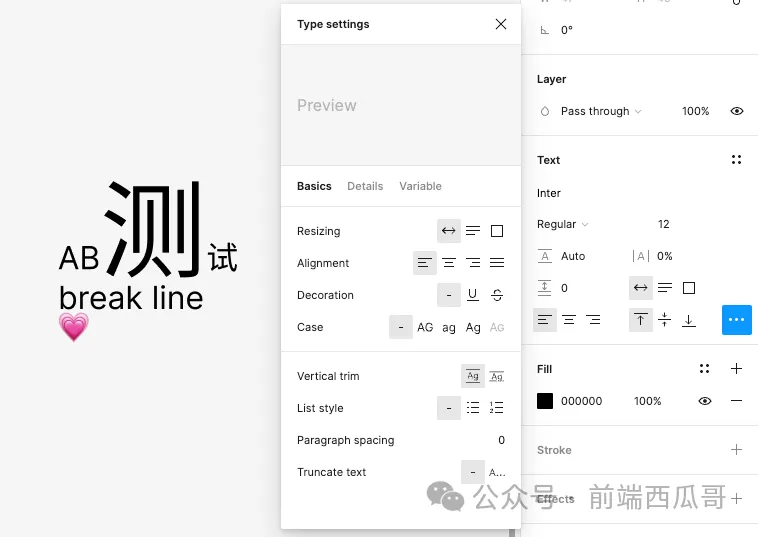 AB测试
break line
Type settings
Preview
Basics Details Variable
Resizing
Alignment
Decoration - U S
Case - AG ag Ag AG
Vertical trim Ag Ag
List style -
Paragraph spacing 0
Truncate text - A...
0°
Layer
Pass through 100%
Text
Inter
Regular 12
A Auto |A| 0%
0
Fill
000000 100%
Stroke
Effects
公众号 · 前端西瓜哥